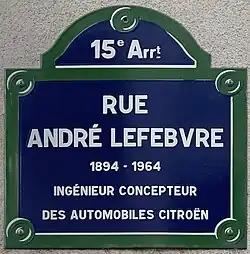 15e Arrt
RUE
ANDRÉ LEFEBVRE
1894 - 1964
INGÉNIEUR CONCEPTEUR
DES AUTOMOBILES CITROËN